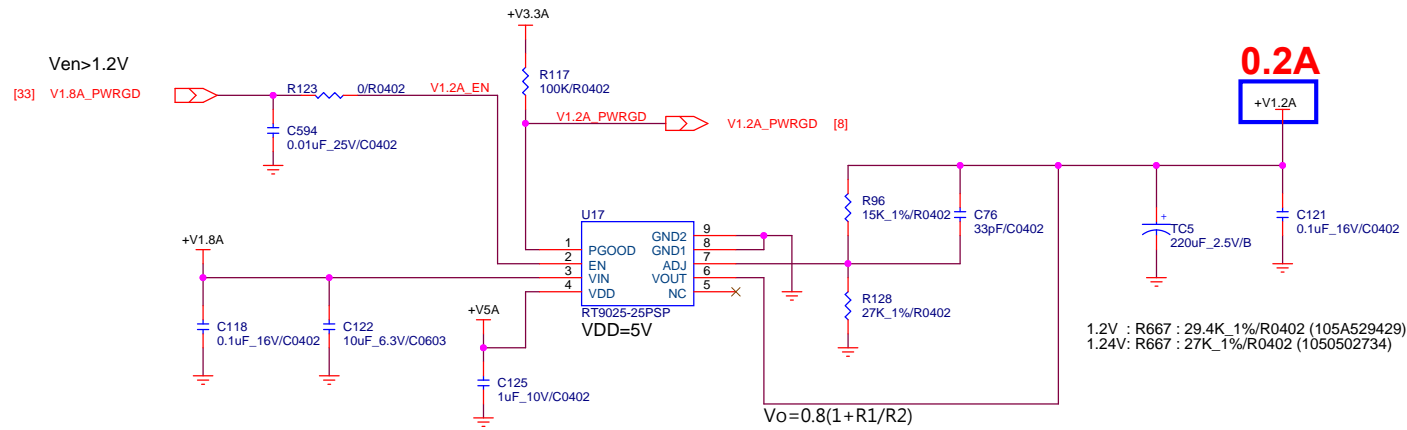 +V3.3A
0.2A
Ven>1.2V
+V1.2A
R117
100K/R0402
[33] V1.8A_PWRGD
R123 0/R0402 V1.2A_EN
V1.2A_PWRGD
V1.2A_PWRGD [8]
C594
0.01uF_25V/C0402
R96
15K_1%/R0402
C76
33pF/C0402
TC5
220uF_2.5V/B
+
C121
0.1uF_16V/C0402
U17
+V1.8A
1 PGOOD
2 EN
3 VIN
4 VDD
GND2 9
GND1 8
ADJ 7
VOUT 6
NC 5
RT9025-25PSP
VDD=5V
R128
27K_1%/R0402
+V5A
C118
0.1uF_16V/C0402
C122
10uF_6.3V/C0603
1.2V : R667 : 29.4K_1%/R0402 (105A529429)
1.24V: R667 : 27K_1%/R0402 (1050502734)
C125
1uF_10V/C0402
Vo=0.8(1+R1/R2)